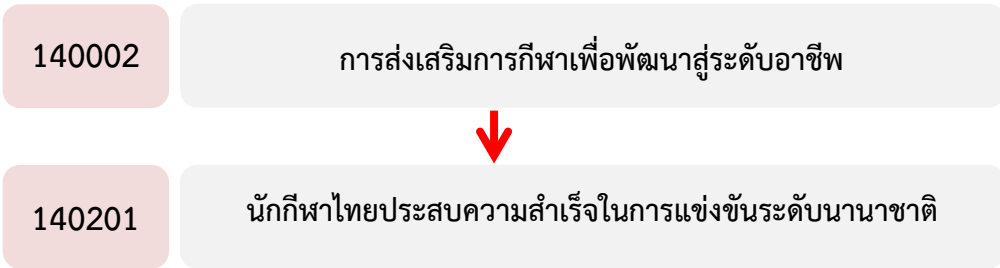 140002
การส่งเสริมการกีฬาเพื่อพัฒนาสู่ระดับอาชีพ
140201
นักกีฬาไทยประสบความสำเร็จในการแข่งขันระดับนานาชาติ